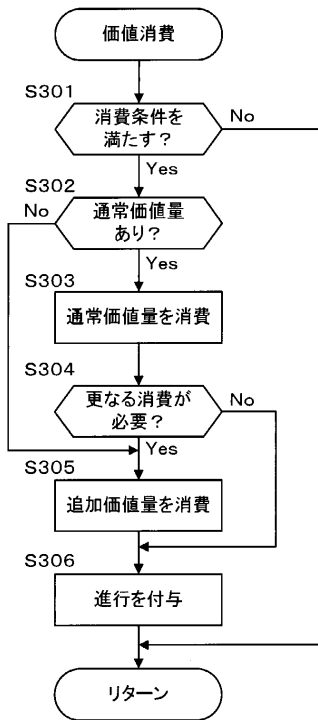 価値消費
S301
消費条件を
満たす？
No
Yes
S302
No
通常価値量
あり？
Yes
S303
通常価値量を消費
S304
更なる消費が
必要？
No
Yes
S305
追加価値量を消費
S306
進行を付与
リターン